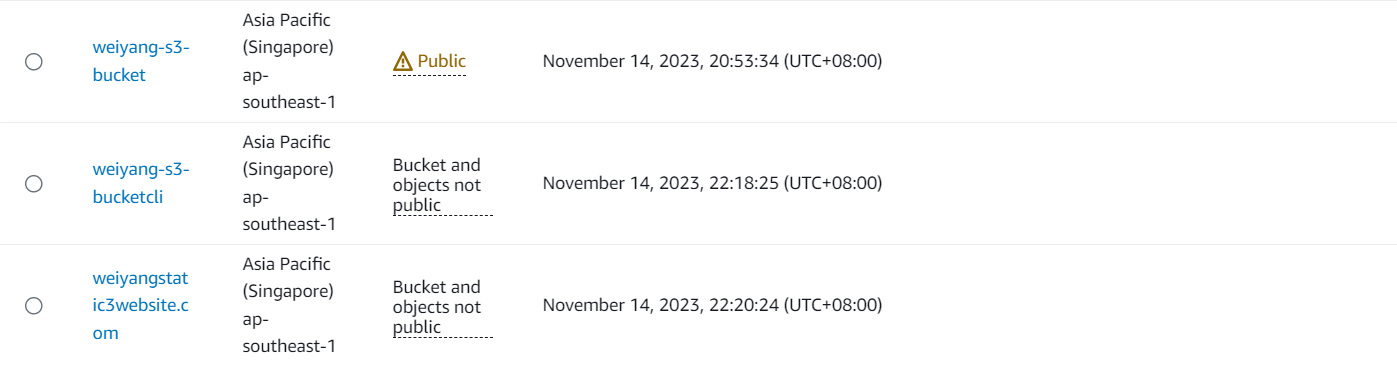 weiyang-s3-
bucket
Asia Pacific
(Singapore)
ap-
southeast-1
Public
November 14, 2023, 20:53:34 (UTC+08:00)
weiyang-s3-
bucketcli
Asia Pacific
(Singapore)
ap-
southeast-1
Bucket and
objects not
public
November 14, 2023, 22:18:25 (UTC+08:00)
weiyangstat
ic3website.c
om
Asia Pacific
(Singapore)
ap-
southeast-1
Bucket and
objects not
public
November 14, 2023, 22:20:24 (UTC+08:00)